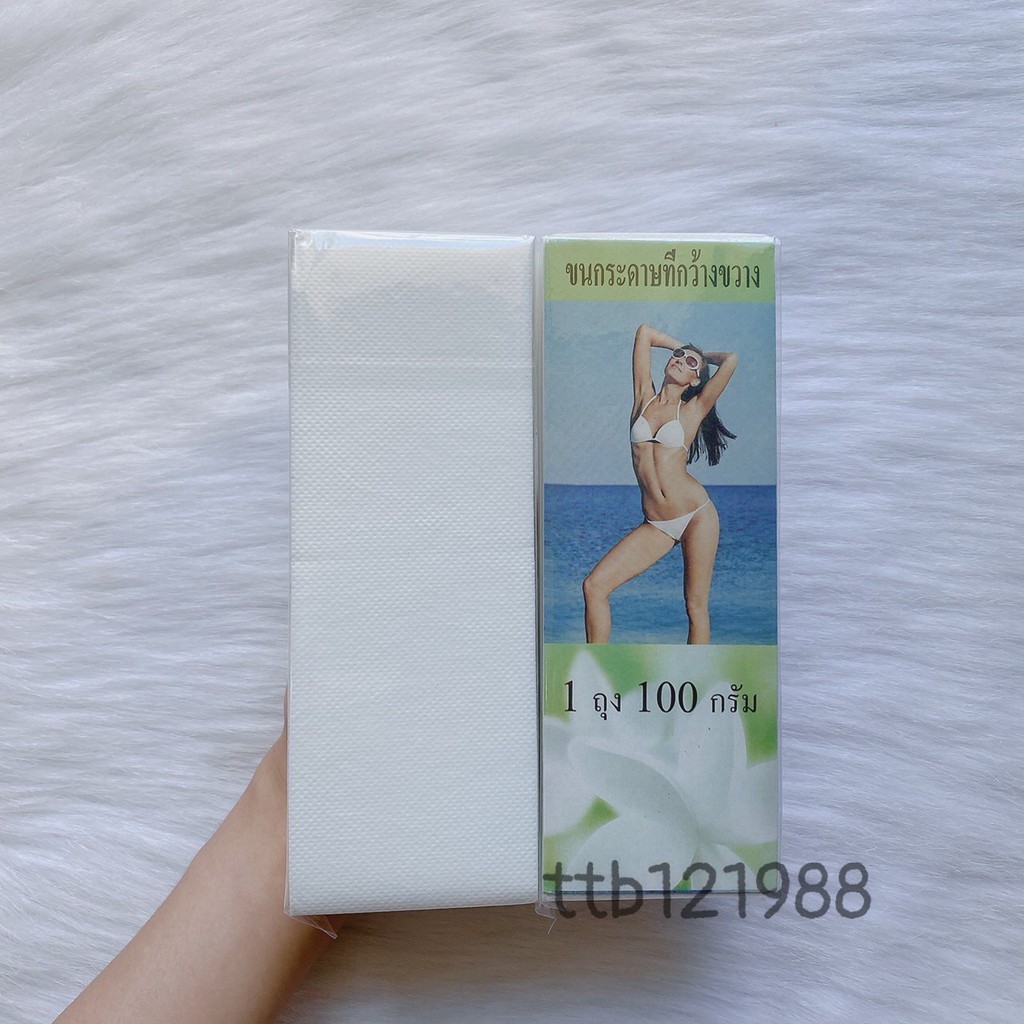 ขนกระดาษที่กว้างขวาง
1 ถุง 100 กรัม
ttb121988